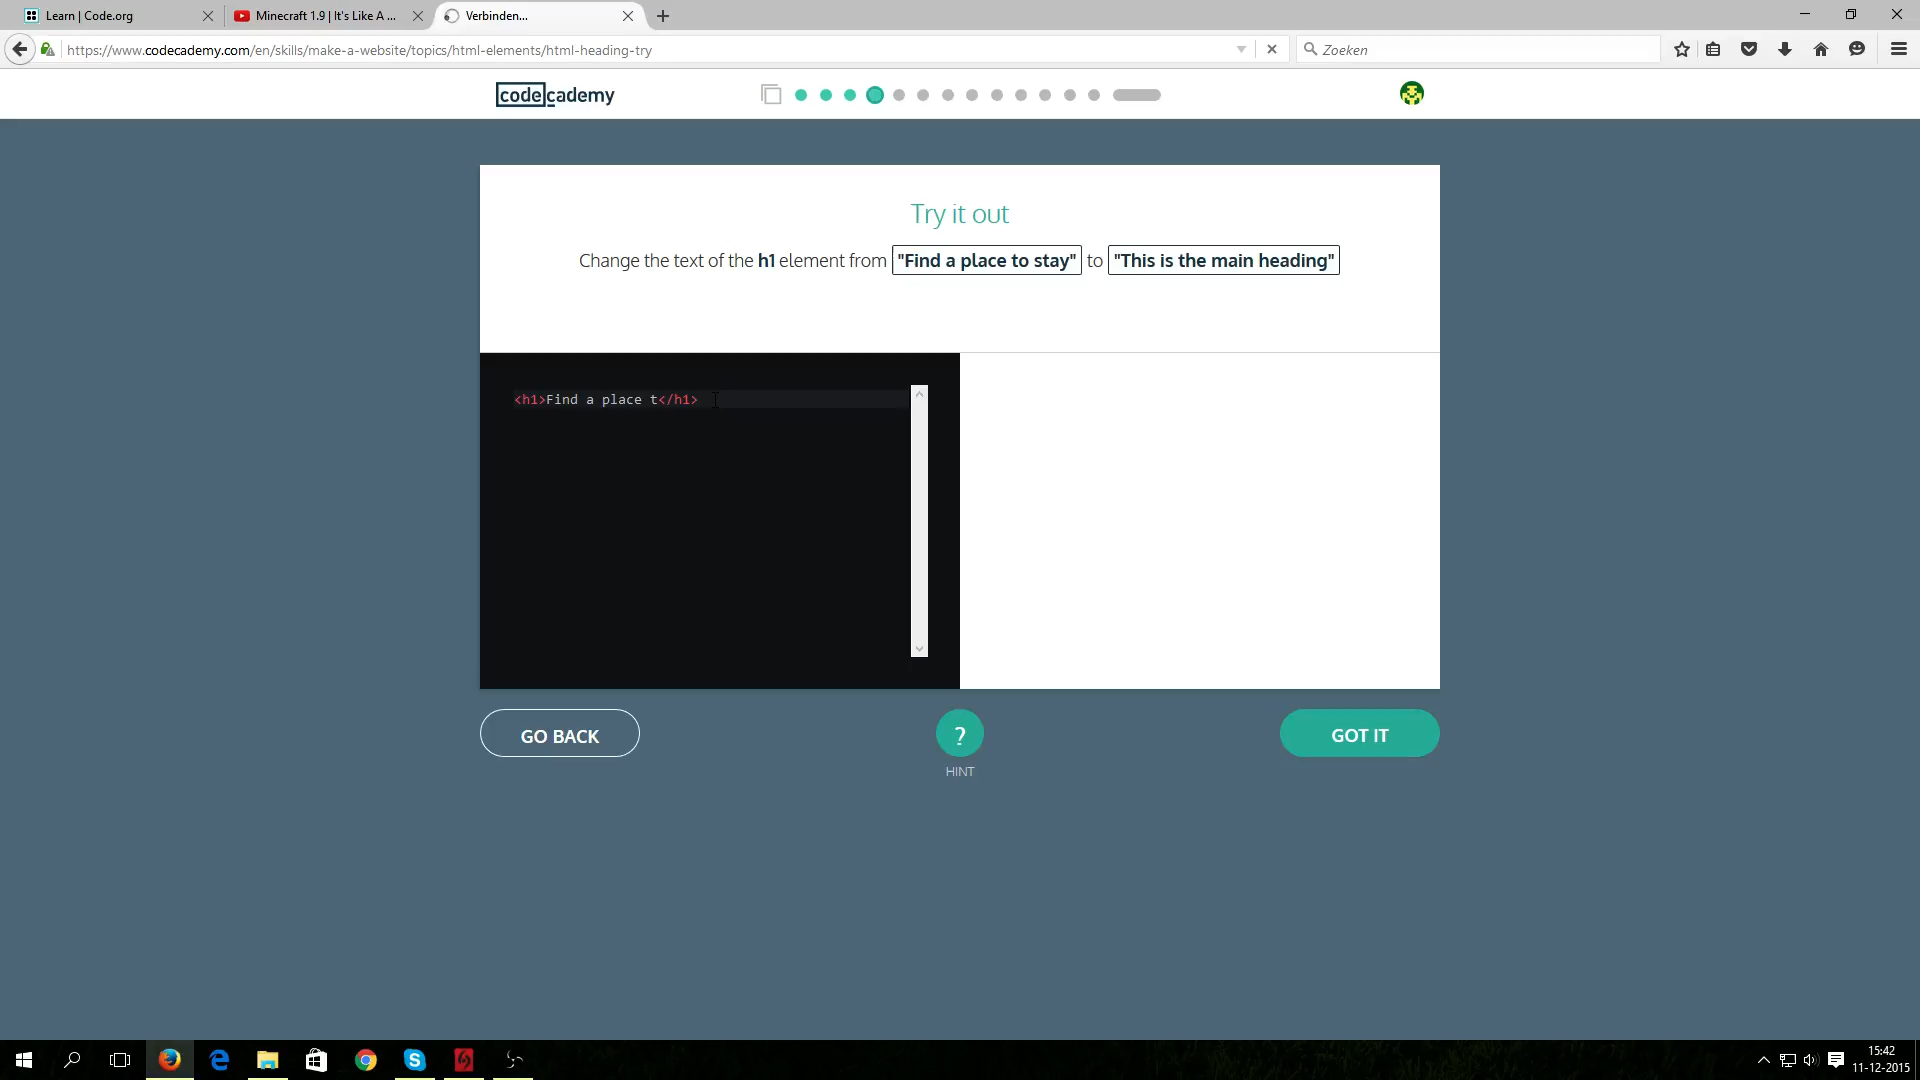 Learn | Code.org
Minecraft 1.9 | It's Like A ...
Verbinden...
https://www.codecademy.com/en/skills/make-a-website/topics/html-elements/html-heading-try
Zoeken
codecademy
Try it out
Change the text of the h1 element from "Find a place to stay" to "This is the main heading"
<h1>Find a place t</h1>
GO BACK
?
HINT
GOT IT
15:42
11-12-2015